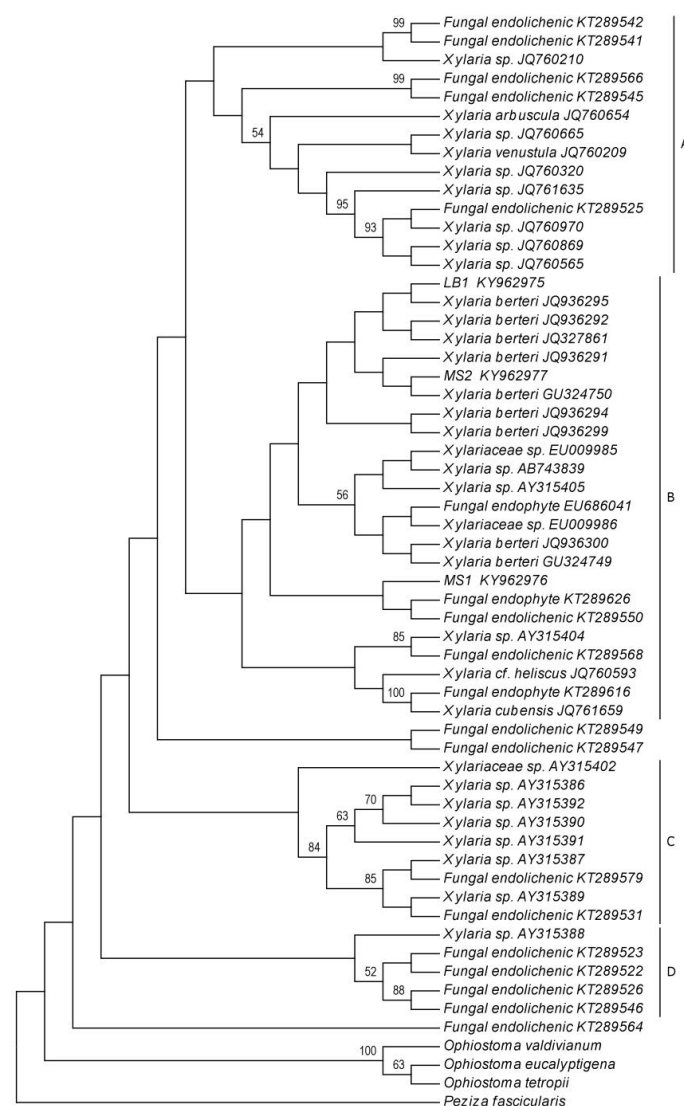 99
Fungal endolichenic KT289542
Fungal endolichenic KT289541
Xylaria sp. JQ760210
99
Fungal endolichenic KT289566
Fungal endolichenic KT289545
Xylaria arbuscula JQ760654
54
Xylaria sp. JQ760665
Xylaria venustula JQ760209
A
Xylaria sp. JQ760320
Xylaria sp. JQ761635
95
Fungal endolichenic KT289525
93
Xylaria sp. JQ760970
Xylaria sp. JQ760869
Xylaria sp. JQ760565
LB1 KY962975
Xylaria berteri JQ936295
Xylaria berteri JQ936292
Xylaria berteri JQ327861
Xylaria berteri JQ936291
MS2 KY962977
Xylaria berteri GU324750
Xylaria berteri JQ936294
Xylaria berteri JQ936299
Xylariaceae sp. EU009985
Xylaria sp. AB743839
Xylaria sp. AY315405
56
B
Fungal endophyte EU686041
Xylariaceae sp. EU009986
Xylaria berteri JQ936300
Xylaria berteri GU324749
MS1 KY962976
Fungal endophyte KT289626
Fungal endolichenic KT289550
85
Xylaria sp. AY315404
Fungal endolichenic KT289568
Xylaria cf. heliscus JQ760593
100
Fungal endophyte KT289616
Xylaria cubensis JQ761659
Fungal endolichenic KT289549
Fungal endolichenic KT289547
Xylariaceae sp. AY315402
Xylaria sp. AY315386
70
Xylaria sp. AY315392
63
Xylaria sp. AY315390
Xylaria sp. AY315391
84
C
Xylaria sp. AY315387
85
Fungal endolichenic KT289579
Xylaria sp. AY315389
Fungal endolichenic KT289531
Xylaria sp. AY315388
Fungal endolichenic KT289523
52
Fungal endolichenic KT289522
D
88
Fungal endolichenic KT289526
Fungal endolichenic KT289546
Fungal endolichenic KT289564
100
Ophiostoma valdivianum
63
Ophiostoma eucalyptigena
Ophiostoma tetropii
Peziza fascicularis